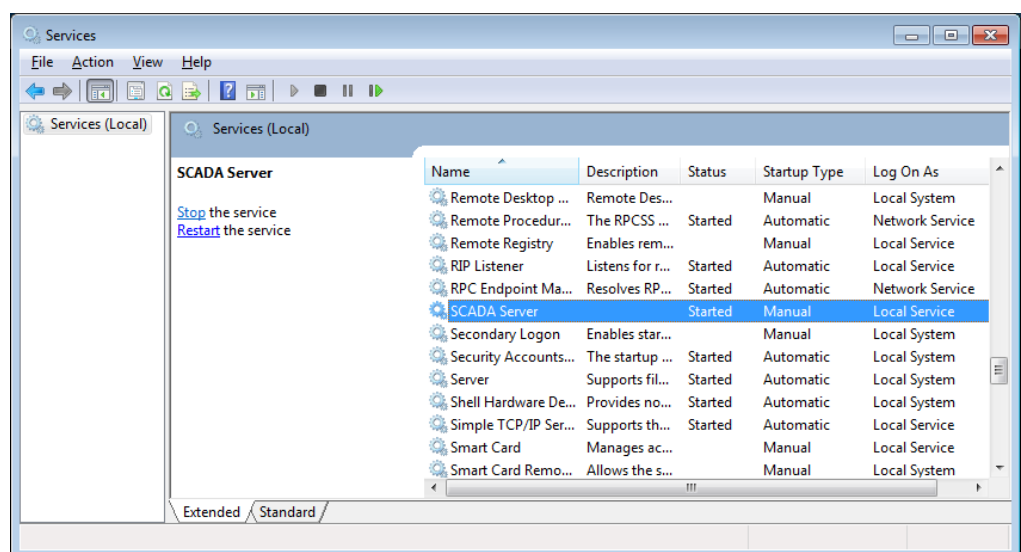 Services
File Action View Help
Services (Local)
Services (Local)
SCADA Server
Stop the service
Restart the service
Name Description Status Startup Type Log On As
Remote Desktop ... Remote Des... Manual Local System
Remote Procedur... The RPCSS ... Started Automatic Network Service
Remote Registry Enables rem... Manual Local Service
RIP Listener Listens for r... Started Automatic Local Service
RPC Endpoint Ma... Resolves RP... Started Automatic Network Service
SCADA Server Started Manual Local Service
Secondary Logon Enables star... Manual Local System
Security Accounts... The startup ... Started Automatic Local System
Server Supports fil... Started Automatic Local System
Shell Hardware De... Provides no... Started Automatic Local System
Simple TCP/IP Ser... Supports th... Started Automatic Local Service
Smart Card Manages ac... Manual Local Service
Smart Card Remo... Allows the s... Manual Local System
Extended Standard